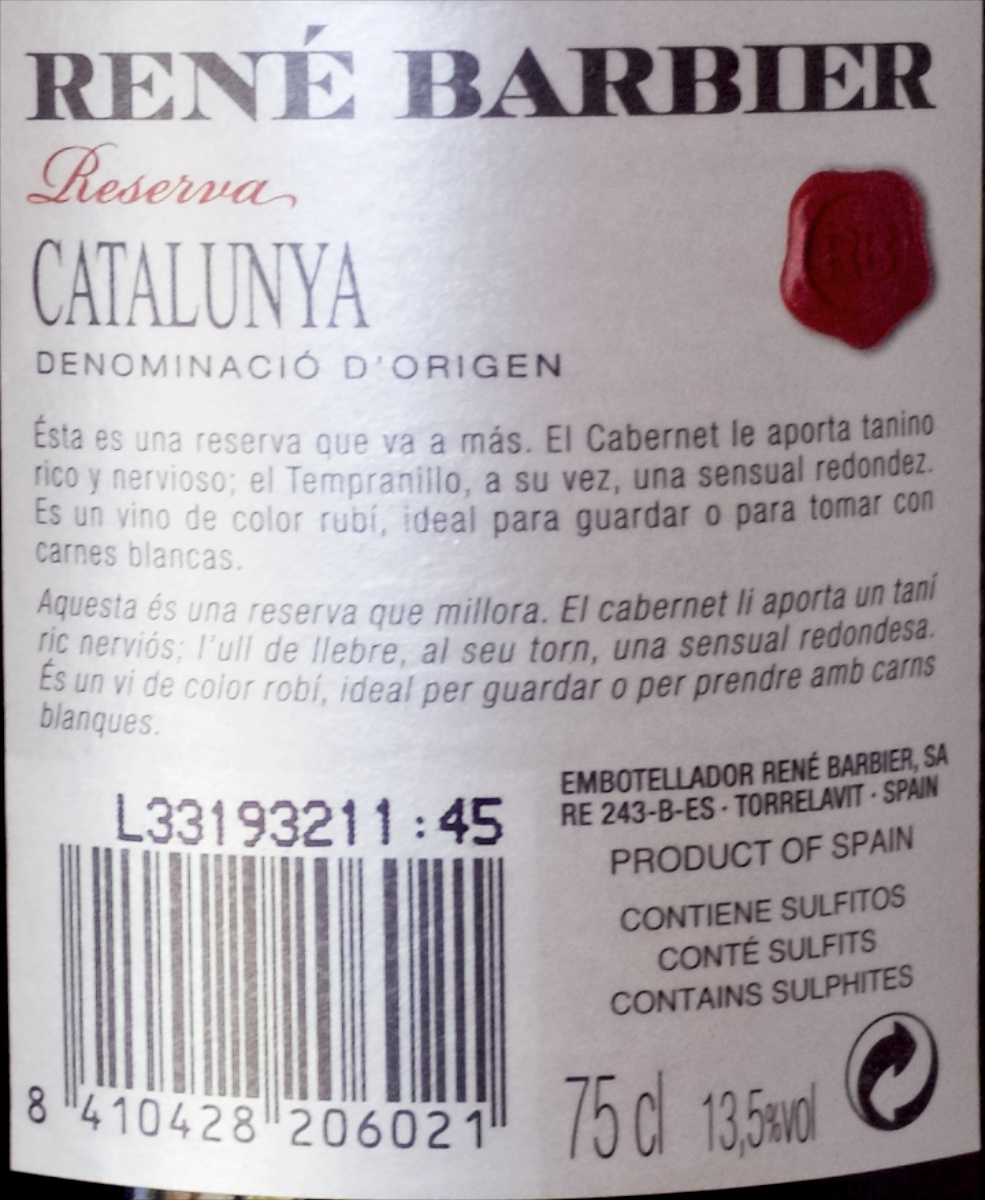 RENÉ BARBIER
Reserva
RB
CATALUNYA
DENOMINACIÓ D'ORIGEN
Ésta es una reserva que va a más. El Cabernet le aporta tanino
rico y nervioso; el Tempranillo, a su vez, una sensual redondez.
Es un vino de color rubí, ideal para guardar o para tomar con
carnes blancas.
Aquesta és una reserva que millora. El cabernet li aporta un taní
ric nerviós; l'ull de llebre, al seu torn, una sensual redondesa.
És un vi de color robí, ideal per guardar o per prendre amb carns
blanques.
L33193211:45
8 410428 206021
EMBOTELLADOR RENÉ BARBIER, SA
RE 243-B-ES · TORRELAVIT · SPAIN
PRODUCT OF SPAIN
CONTIENE SULFITOS
CONTÉ SULFITS
CONTAINS SULPHITES
75 cl 13,5%vol